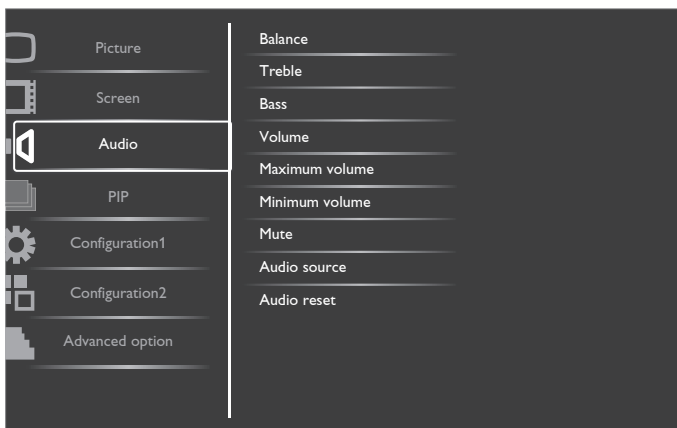 Picture
Screen
Audio
PIP
Configuration1
Configuration2
Advanced option
Balance
Treble
Bass
Volume
Maximum volume
Minimum volume
Mute
Audio source
Audio reset